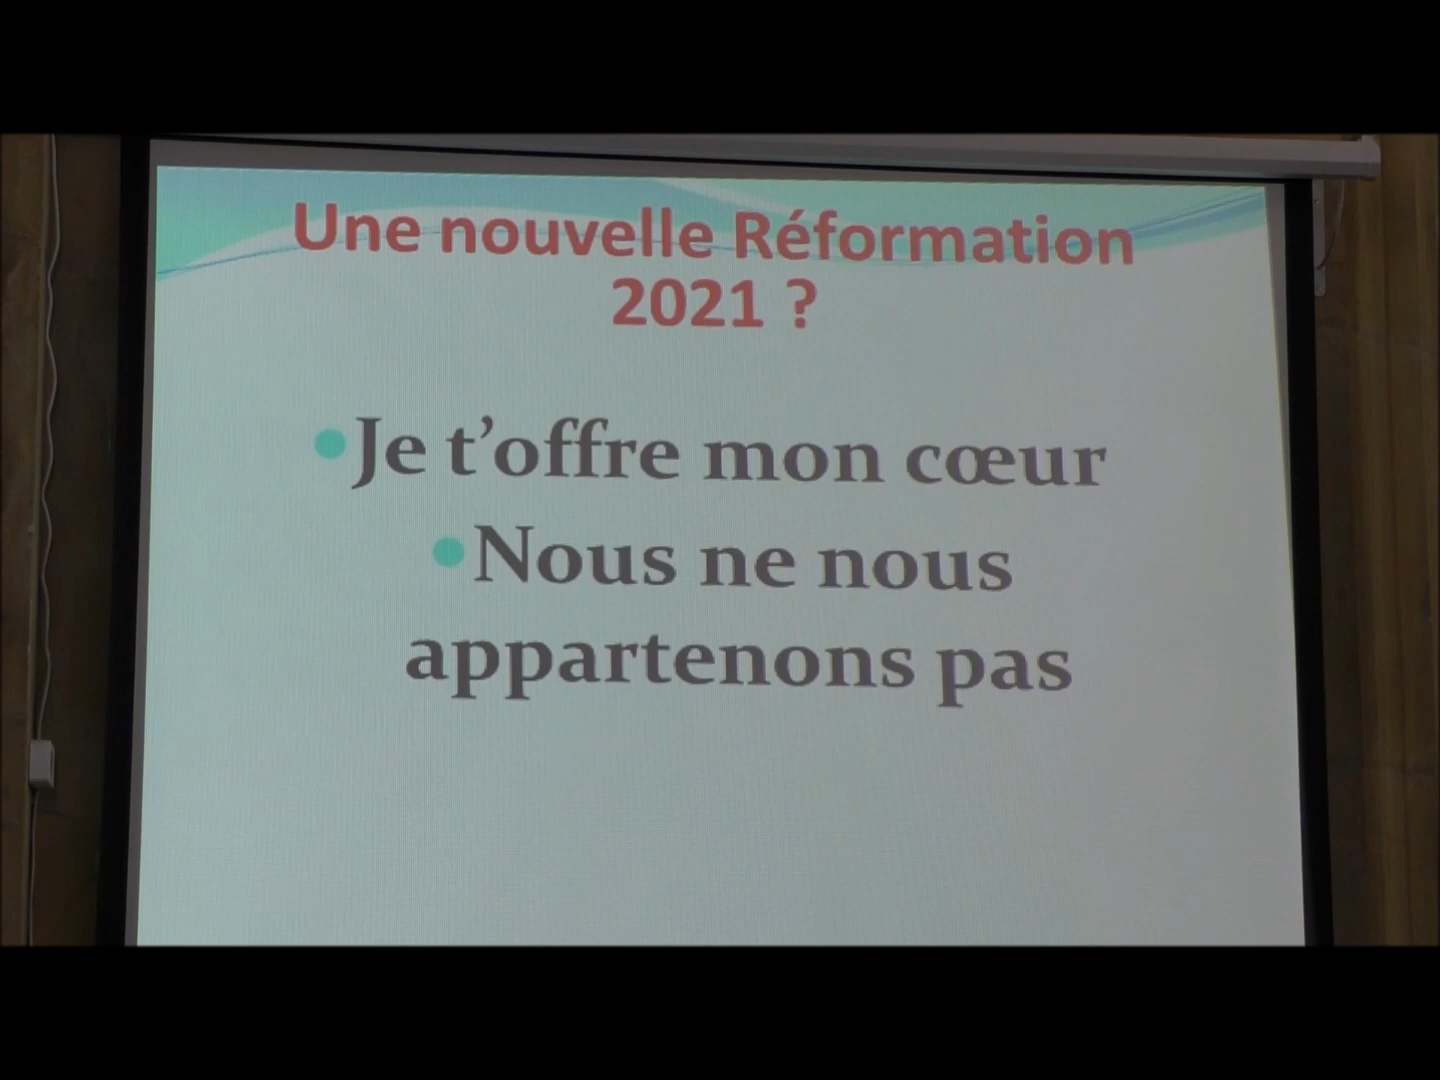 Une nouvelle Réformation
2021 ?
•Je t’offre mon cœur
•Nous ne nous
appartenons pas